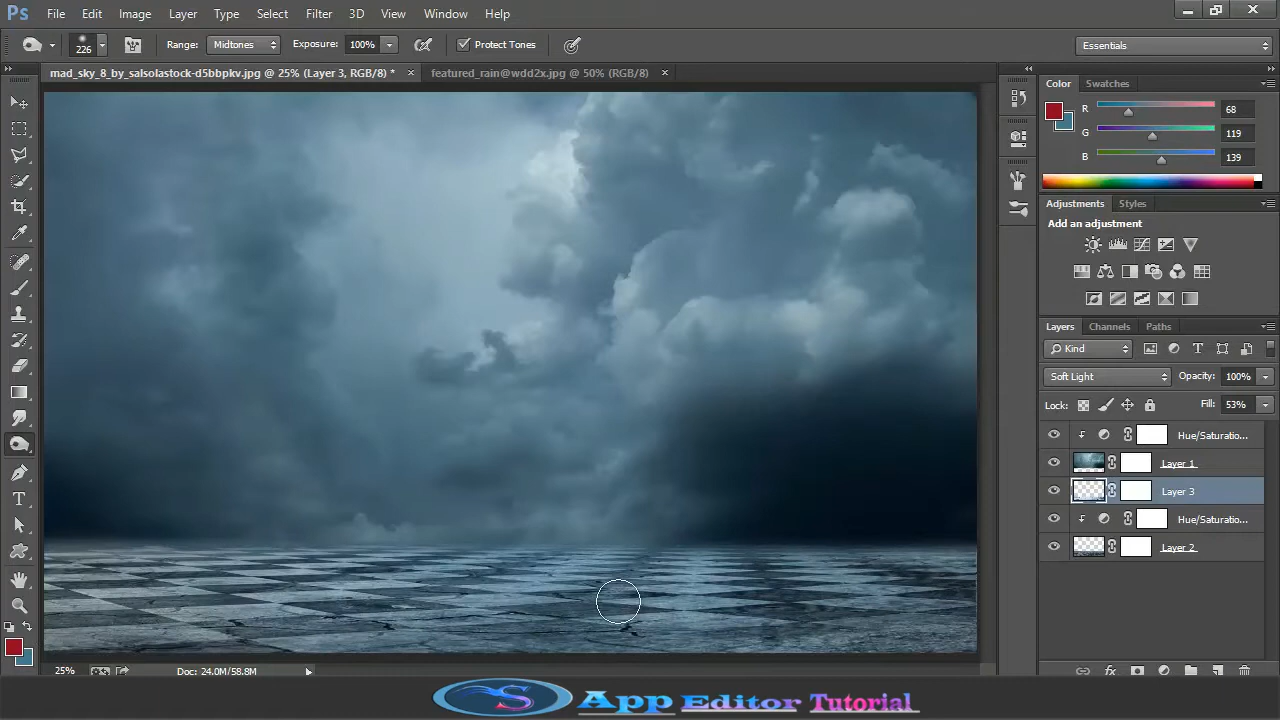 Ps File Edit Image Layer Type Select Filter 3D View Window Help
226 Range: Midtones Exposure: 100% Protect Tones Essentials
mad_sky_8_by_salsolastock-d5bbpkv.jpg @ 25% (Layer 3, RGB/8) * × featured_rain@wdd2x.jpg @ 50% (RGB/8) ×
Color Swatches
R 68
G 119
B 139
Adjustments Styles
Add an adjustment
Layers Channels Paths
Kind
Soft Light Opacity: 100%
Lock: Fill: 53%
Hue/Saturatio...
Layer 1
Layer 3
Hue/Saturatio...
Layer 2
25% Doc: 24.0M/58.8M
S App Editor Tutorial